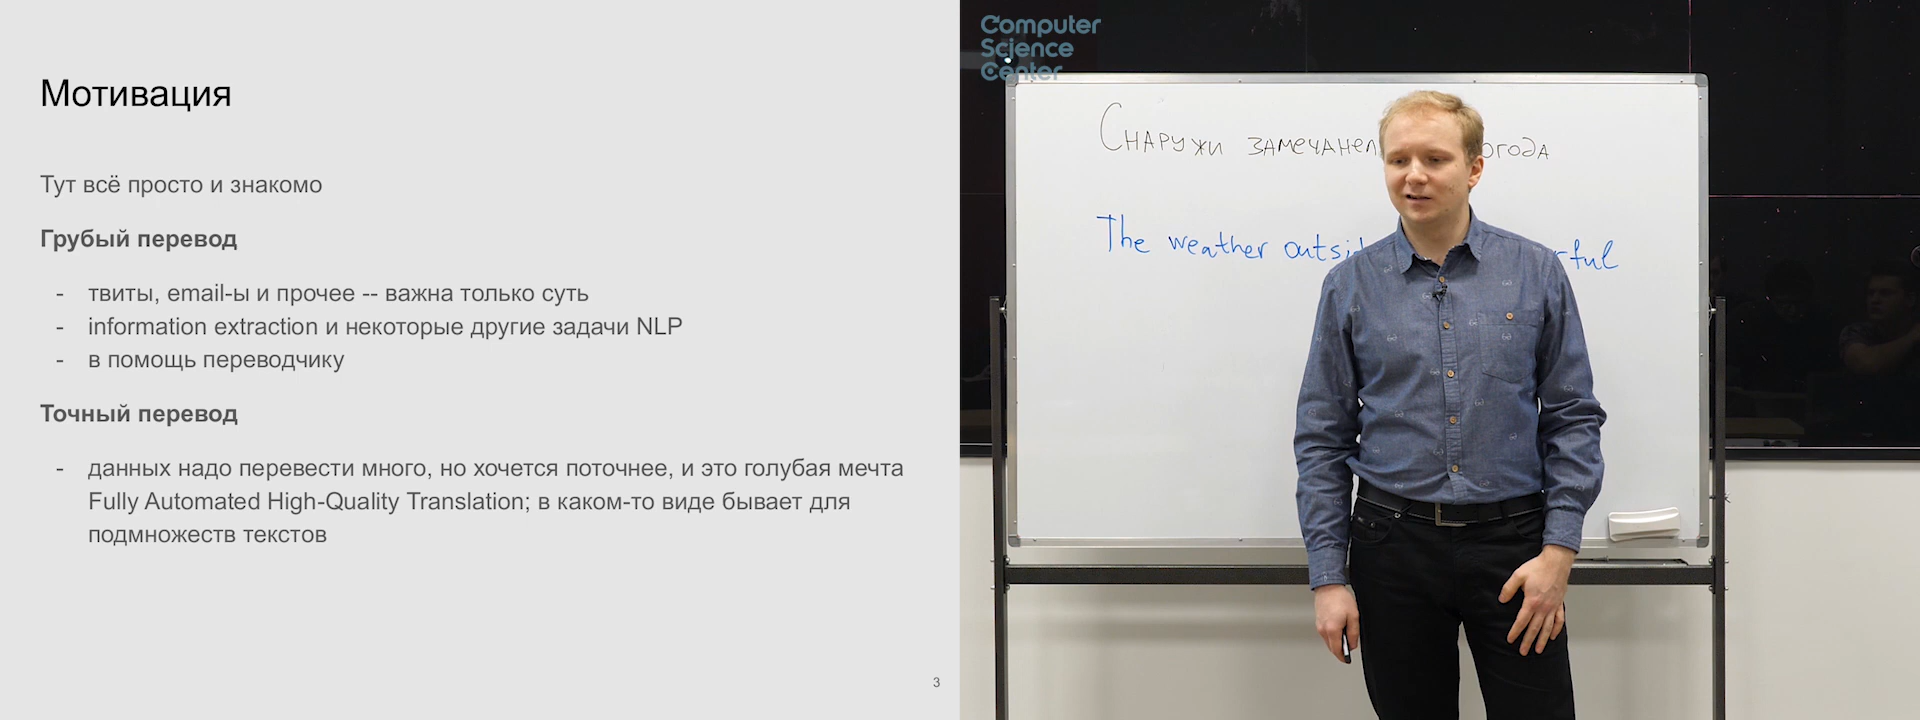 Мотивация
Тут всё просто и знакомо
Грубый перевод
- твиты, email-ы и прочее -- важна только суть
- information extraction и некоторые другие задачи NLP
- в помощь переводчику
Точный перевод
- данных надо перевести много, но хочется поточнее, и это голубая мечта
Fully Automated High-Quality Translation; в каком-то виде бывает для
подмножеств текстов
3
Computer
Science
Center
Снаружи
The weather